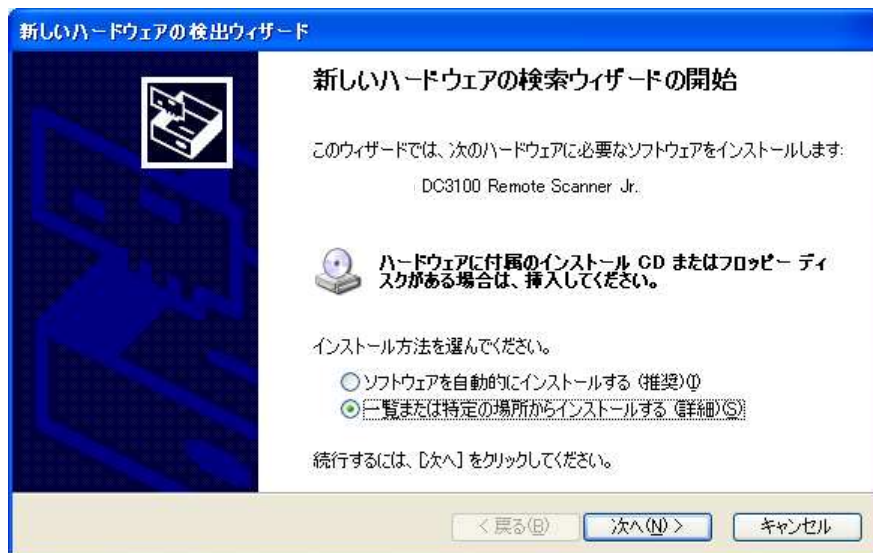 新しいハードウェアの検出ウィザード
新しいハードウェアの検索ウィザードの開始
このウィザードでは、次のハードウェアに必要なソフトウェアをインストールします:
DC3100 Remote Scanner Jr.
ハードウェアに付属のインストール CD またはフロッピー ディ
スクがある場合は、挿入してください。
インストール方法を選んでください。
ソフトウェアを自動的にインストールする (推奨)(I)
一覧または特定の場所からインストールする (詳細)(S)
続行するには、[次へ] をクリックしてください。
< 戻る(B)
次へ(N) >
キャンセル